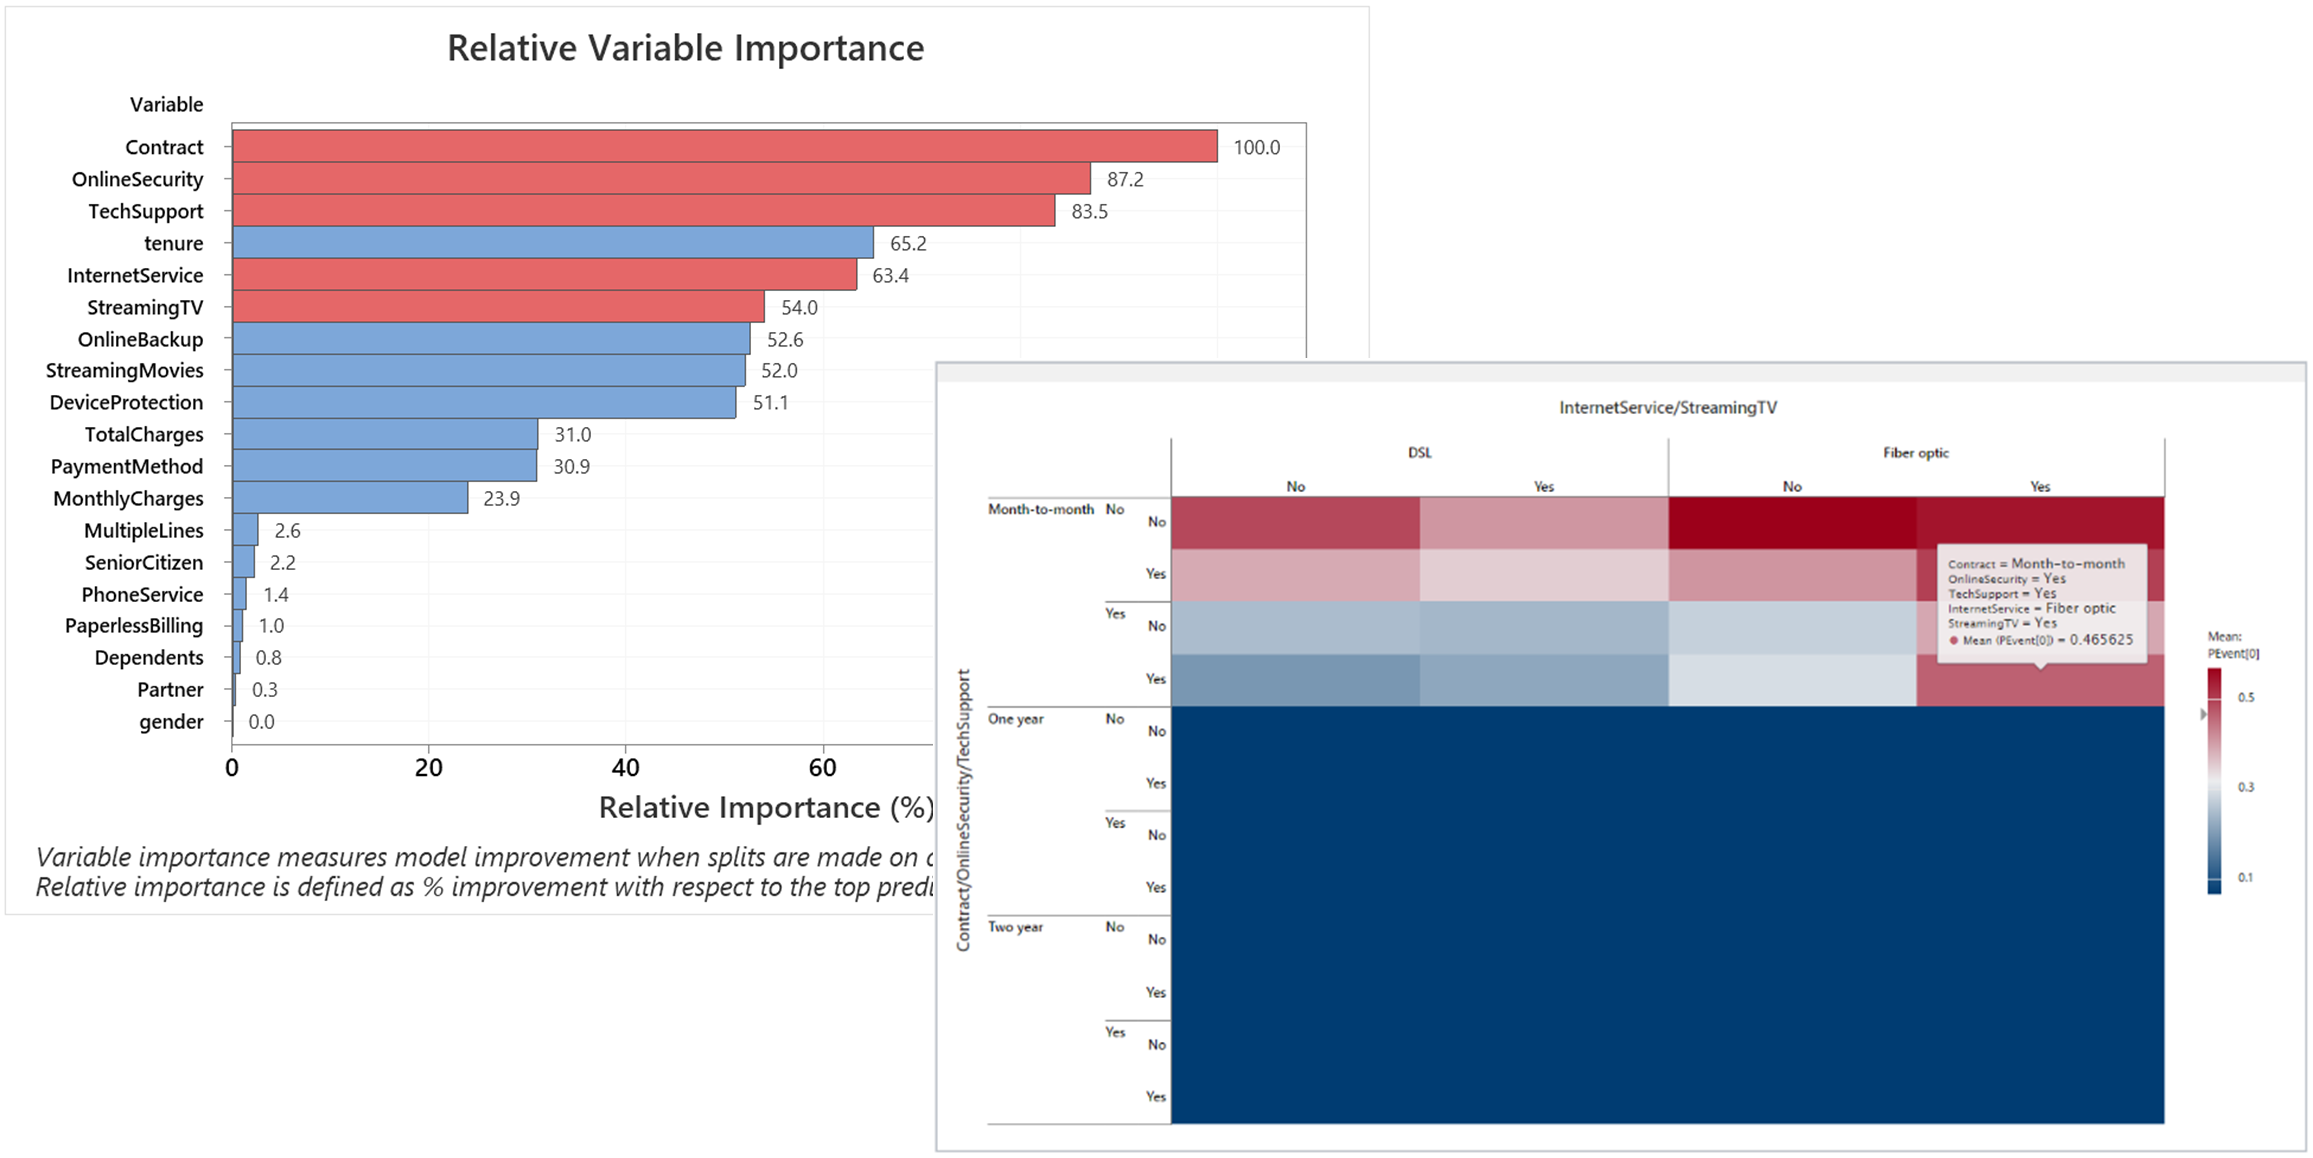 Relative Variable Importance
Variable
Contract 100.0
OnlineSecurity 87.2
TechSupport 83.5
tenure 65.2
InternetService 63.4
StreamingTV 54.0
OnlineBackup 52.6
StreamingMovies 52.0
DeviceProtection 51.1
TotalCharges 31.0
PaymentMethod 30.9
MonthlyCharges 23.9
MultipleLines 2.6
SeniorCitizen 2.2
PhoneService 1.4
PaperlessBilling 1.0
Dependents 0.8
Partner 0.3
gender 0.0
0 20 40 60
Relative Importance (%)
Variable importance measures model improvement when splits are made on
Relative importance is defined as % improvement with respect to the top
InternetService/StreamingTV
DSL Fiber optic
No Yes No Yes
Contract/OnlineSecurity/TechSupport
Month-to-month No No
Yes
Yes No
Yes
One year No No
Yes
Yes No
Yes
Two year No No
Yes
Yes No
Yes
Contract = Month-to-month
OnlineSecurity = Yes
TechSupport = Yes
InternetService = Fiber optic
StreamingTV = Yes
Mean (PEvent[0]) = 0.465625
Mean:
PEvent[0]
0.5
0.3
0.1